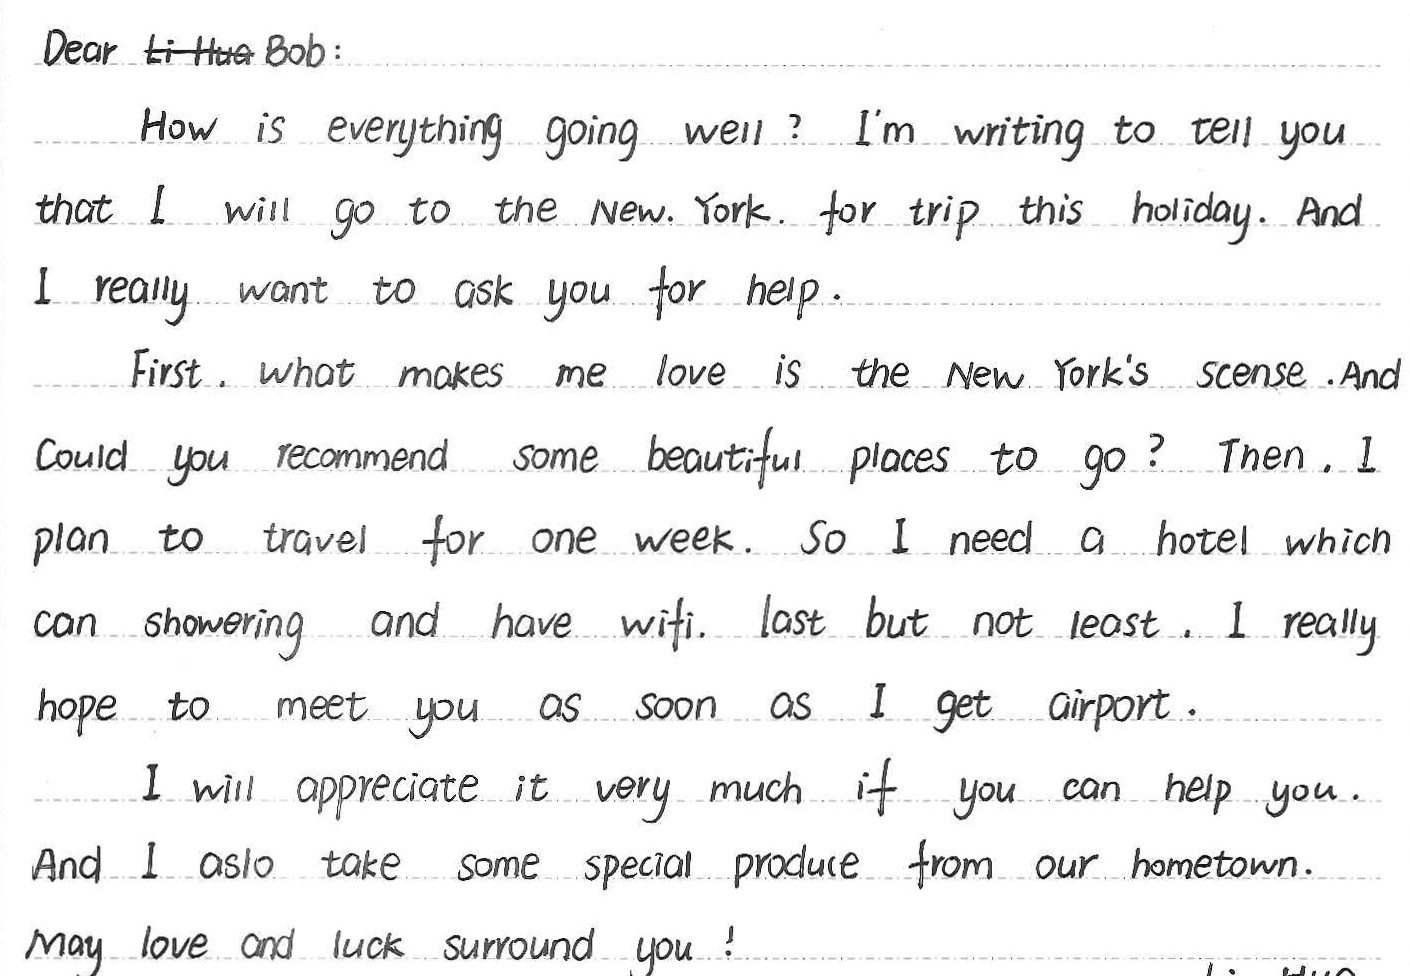 Dear Li Hua Bob:
How is everything going well? I'm writing to tell you
that I will go to the New. York. for trip this holiday. And
I really want to ask you for help.
First. what makes me love is the New York's scense. And
Could you recommend some beautiful places to go? Then. I
plan to travel for one week. So I need a hotel which
can showering and have wifi. last but not least. I really
hope to meet you as soon as I get airport.
I will appreciate it very much if you can help you.
And I aslo take some special produce from our hometown.
May love and luck surround you!
Li Hua